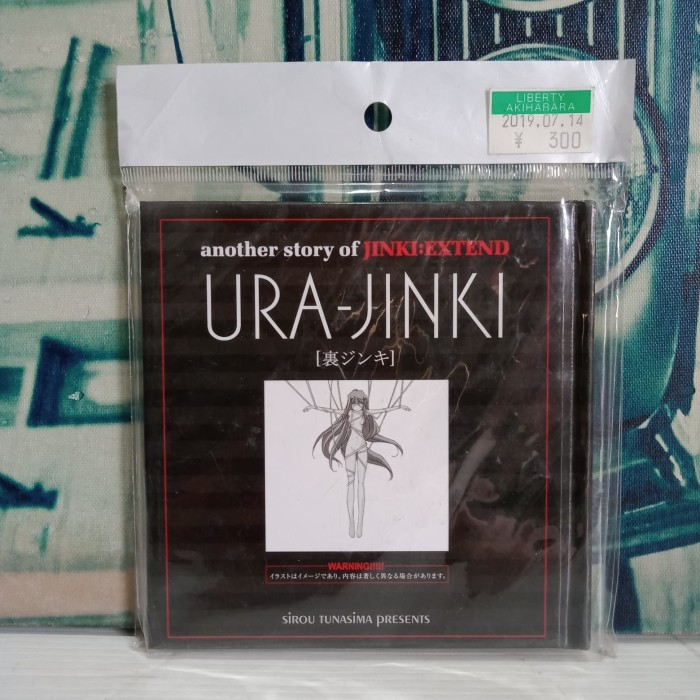 LIBERTY
AKIHABARA
2019.07.14
¥ 300
another story of JINKI:EXTEND
URA-JINKI
[裏ジンキ]
WARNING!!!!!
イラストはイメージであり、内容は著しく異なる場合があります。
SiROU TUNASiMA PRESENTS